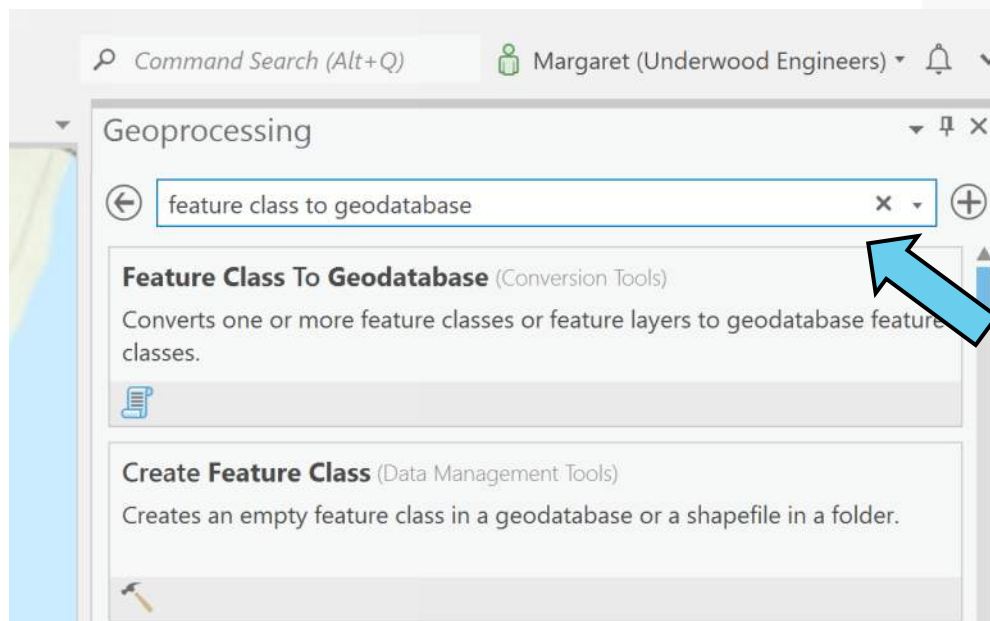 Command Search (Alt+Q)
Margaret (Underwood Engineers)
Geoprocessing
feature class to geodatabase
Feature Class To Geodatabase (Conversion Tools)
Converts one or more feature classes or feature layers to geodatabase feature
classes.
Create Feature Class (Data Management Tools)
Creates an empty feature class in a geodatabase or a shapefile in a folder.